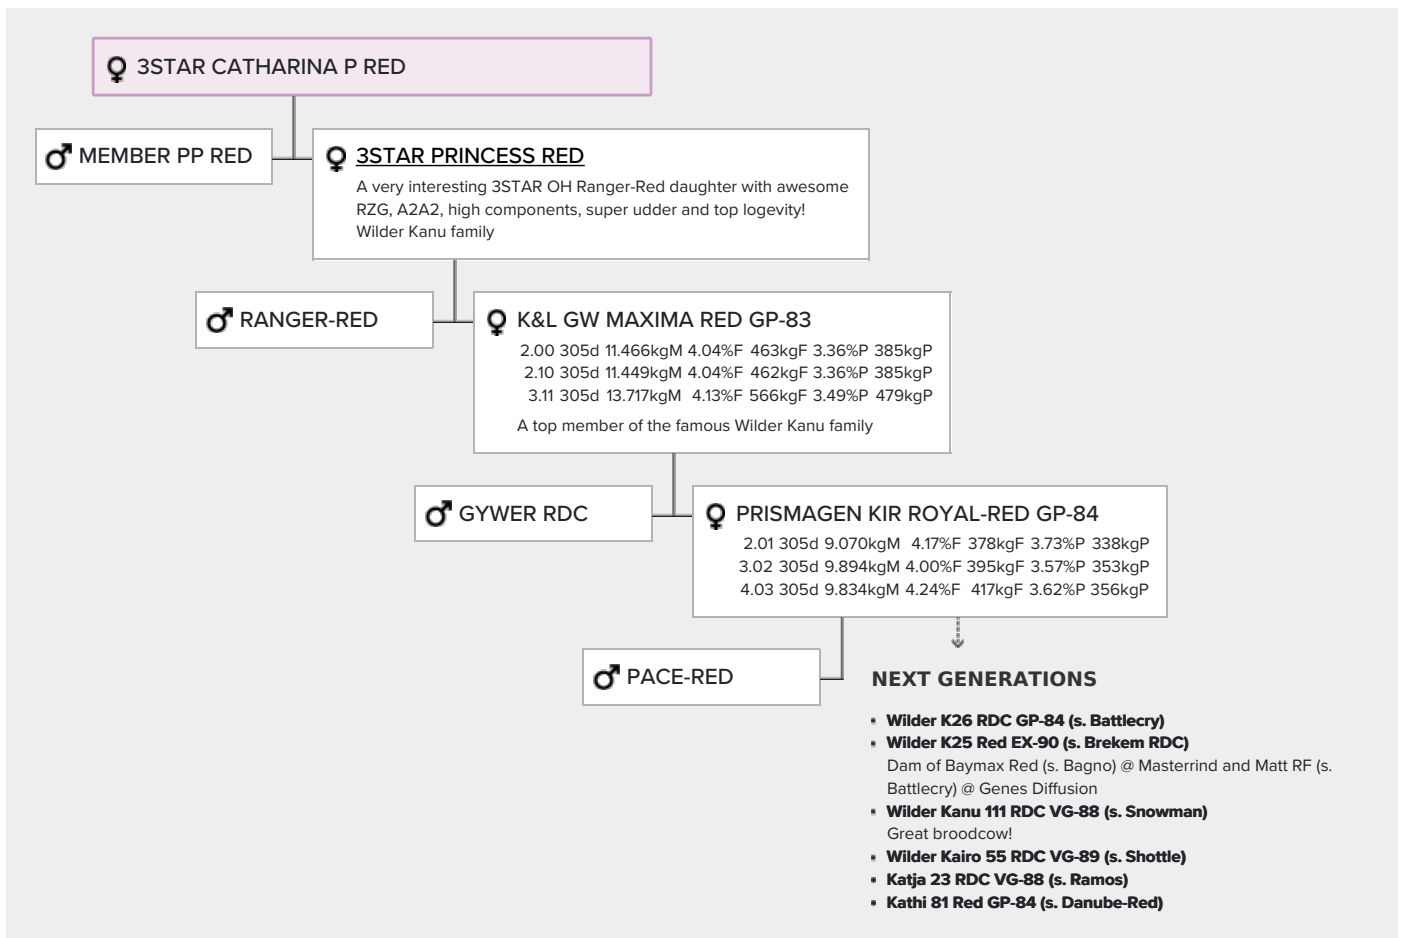 3STAR CATHARINA P RED
MEMBER PP RED
3STAR PRINCESS RED
A very interesting 3STAR OH Ranger-Red daughter with awesome
RZG, A2A2, high components, super udder and top logevity!
Wilder Kanu family
RANGER-RED
K&L GW MAXIMA RED GP-83
2.00 305d 11.466kgM 4.04%F 463kgF 3.36%P 385kgP
2.10 305d 11.449kgM 4.04%F 462kgF 3.36%P 385kgP
3.11 305d 13.717kgM 4.13%F 566kgF 3.49%P 479kgP
A top member of the famous Wilder Kanu family
GYWER RDC
PRISMAGEN KIR ROYAL-RED GP-84
2.01 305d 9.070kgM 4.17%F 378kgF 3.73%P 338kgP
3.02 305d 9.894kgM 4.00%F 395kgF 3.57%P 353kgP
4.03 305d 9.834kgM 4.24%F 417kgF 3.62%P 356kgP
PACE-RED
NEXT GENERATIONS
Wilder K26 RDC GP-84 (s. Battlecry)
Wilder K25 Red EX-90 (s. Brekem RDC)
Dam of Baymax Red (s. Bagno) @ Masterrind and Matt RF (s.
Battlecry) @ Genes Diffusion
Wilder Kanu 111 RDC VG-88 (s. Snowman)
Great broodcow!
Wilder Kairo 55 RDC VG-89 (s. Shottle)
Katja 23 RDC VG-88 (s. Ramos)
Kathi 81 Red GP-84 (s. Danube-Red)